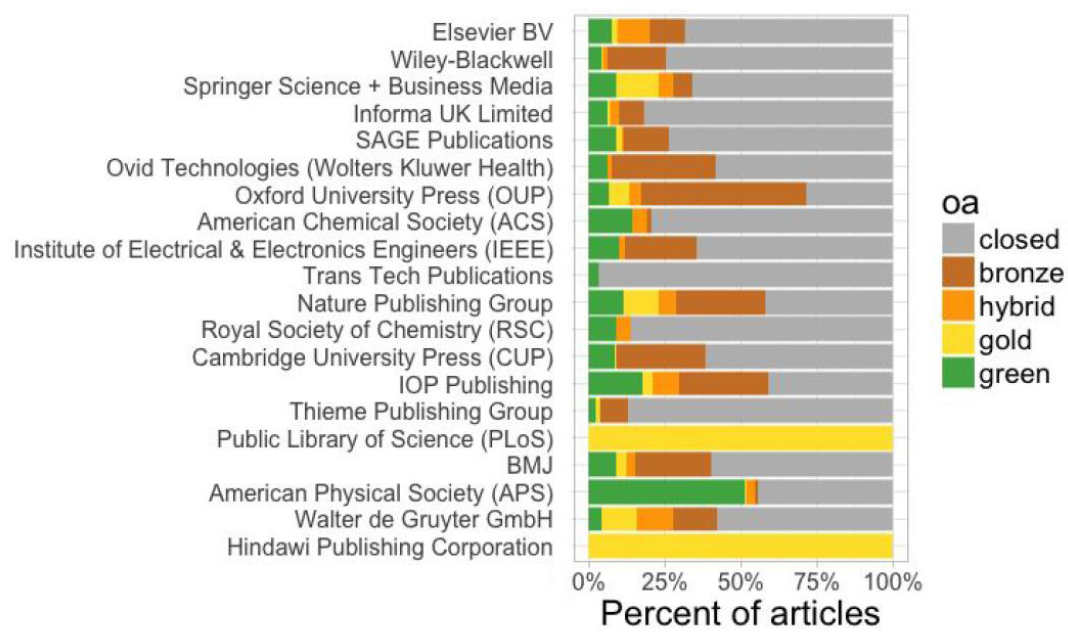 Elsevier BV
Wiley-Blackwell
Springer Science + Business Media
Informa UK Limited
SAGE Publications
Ovid Technologies (Wolters Kluwer Health)
Oxford University Press (OUP)
American Chemical Society (ACS)
Institute of Electrical & Electronics Engineers (IEEE)
Trans Tech Publications
Nature Publishing Group
Royal Society of Chemistry (RSC)
Cambridge University Press (CUP)
IOP Publishing
Thieme Publishing Group
Public Library of Science (PLoS)
BMJ
American Physical Society (APS)
Walter de Gruyter GmbH
Hindawi Publishing Corporation
0% 25% 50% 75% 100%
Percent of articles
oa
closed
bronze
hybrid
gold
green